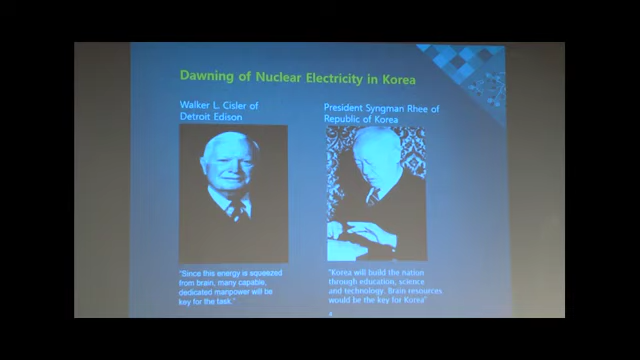 Dawning of Nuclear Electricity in Korea
Walker L. Cisler of
Detroit Edison
President Syngman Rhee of
Republic of Korea
"Since this energy is squeezed
from brain, many capable,
dedicated manpower will be
key for the task."
"Korea will build the nation
through education, science
and technology. Brain resources
would be the key for Korea"